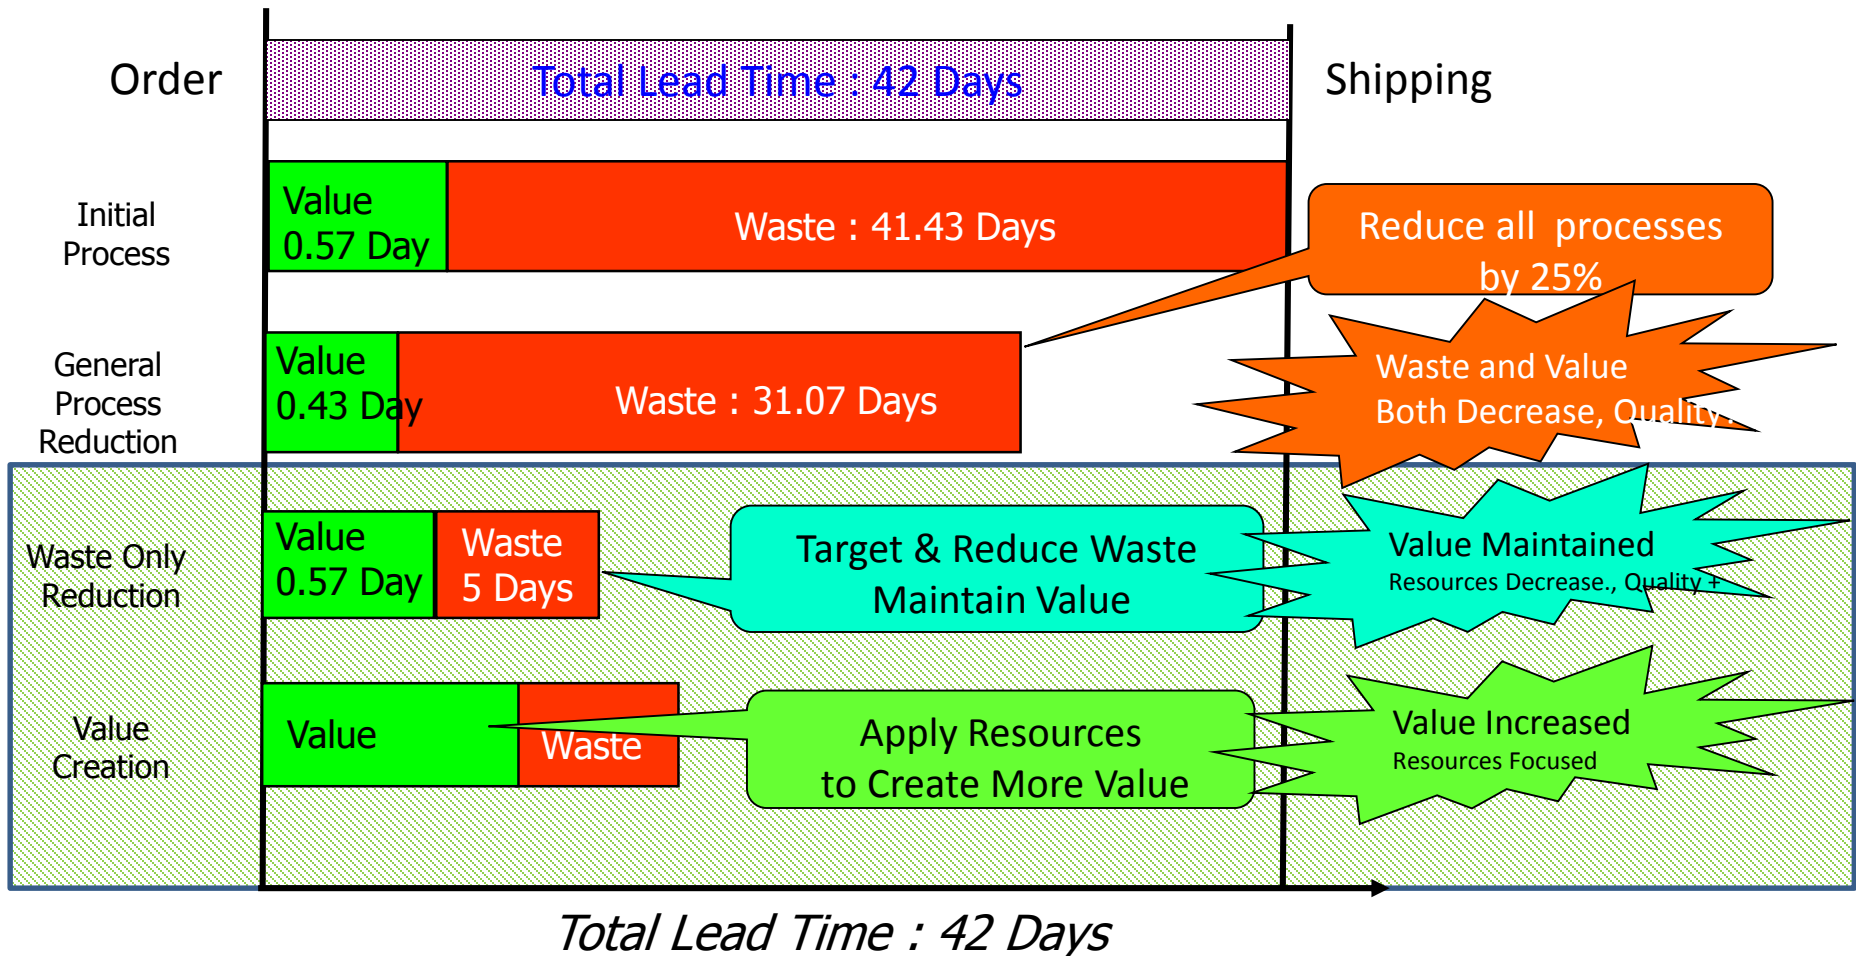 Order
Total Lead Time : 42 Days
Shipping
Initial
Process
Value
0.57 Day
Waste : 41.43 Days
Reduce all processes
by 25%
General
Process
Reduction
Value
0.43 Day
Waste : 31.07 Days
Waste and Value
Both Decrease, Quality?
Waste Only
Reduction
Value
0.57 Day
Waste
5 Days
Target & Reduce Waste
Maintain Value
Value Maintained
Resources Decrease., Quality +
Value
Creation
Value
Waste
Apply Resources
to Create More Value
Value Increased
Resources Focused
Total Lead Time : 42 Days